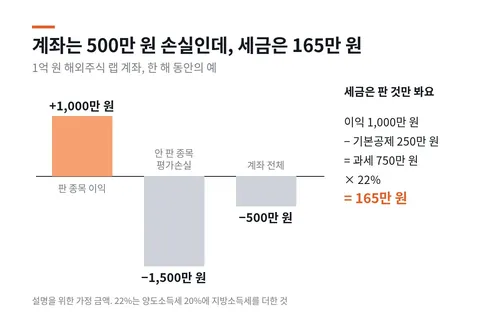 계좌는 500만 원 손실인데, 세금은 165만 원
1억 원 해외주식 랩 계좌, 한 해 동안의 예
+1,000만 원
판 종목 이익
안 판 종목
평가손실
−1,500만 원
계좌 전체
−500만 원
세금은 판 것만 봐요
이익 1,000만 원
− 기본공제 250만 원
= 과세 750만 원
× 22%
= 165만 원
설명을 위한 가정 금액. 22%는 양도소득세 20%에 지방소득세를 더한 것